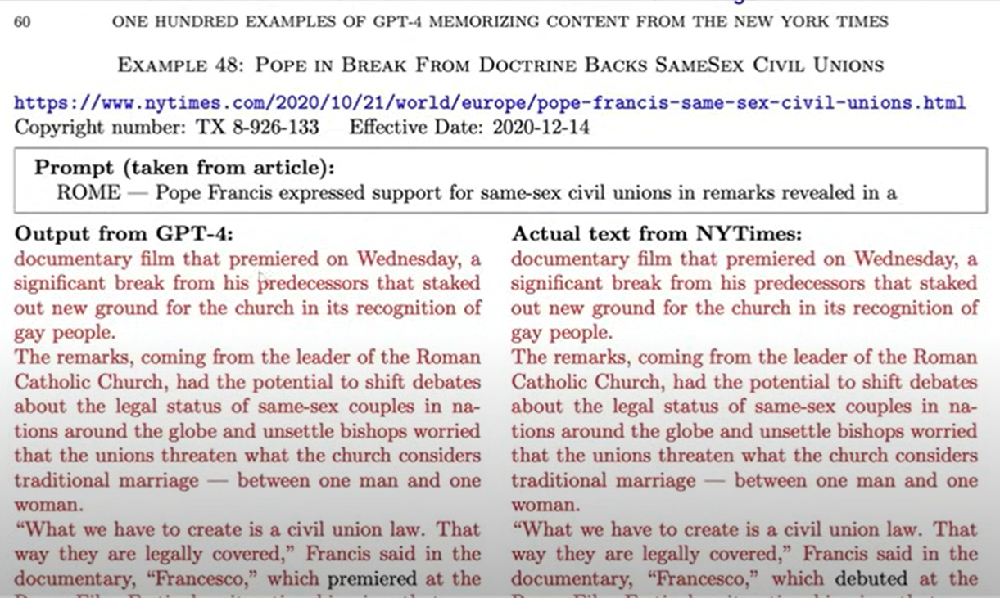 60 ONE HUNDRED EXAMPLES OF GPT-4 MEMORIZING CONTENT FROM THE NEW YORK TIMES
EXAMPLE 48: POPE IN BREAK FROM DOCTRINE BACKS SAMESEX CIVIL UNIONS
https://www.nytimes.com/2020/10/21/world/europe/pope-francis-same-sex-civil-unions.html
Copyright number: TX 8-926-133 Effective Date: 2020-12-14
Prompt (taken from article):
ROME — Pope Francis expressed support for same-sex civil unions in remarks revealed in a
Output from GPT-4:
documentary film that premiered on Wednesday, a
significant break from his predecessors that staked
out new ground for the church in its recognition of
gay people.
The remarks, coming from the leader of the Roman
Catholic Church, had the potential to shift debates
about the legal status of same-sex couples in na-
tions around the globe and unsettle bishops worried
that the unions threaten what the church considers
traditional marriage — between one man and one
woman.
“What we have to create is a civil union law. That
way they are legally covered,” Francis said in the
documentary, “Francesco,” which premiered at the
Actual text from NYTimes:
documentary film that premiered on Wednesday, a
significant break from his predecessors that staked
out new ground for the church in its recognition of
gay people.
The remarks, coming from the leader of the Roman
Catholic Church, had the potential to shift debates
about the legal status of same-sex couples in na-
tions around the globe and unsettle bishops worried
that the unions threaten what the church considers
traditional marriage — between one man and one
woman.
“What we have to create is a civil union law. That
way they are legally covered,” Francis said in the
documentary, “Francesco,” which debuted at the